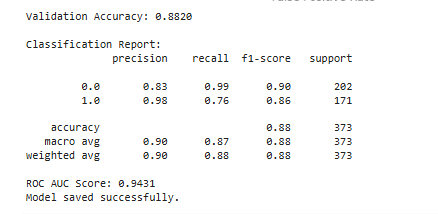 Validation Accuracy: 0.8820
Classification Report:
precision recall f1-score support
0.0 0.83 0.99 0.90 202
1.0 0.98 0.76 0.86 171
accuracy 0.88 373
macro avg 0.90 0.87 0.88 373
weighted avg 0.90 0.88 0.88 373
ROC AUC Score: 0.9431
Model saved successfully.